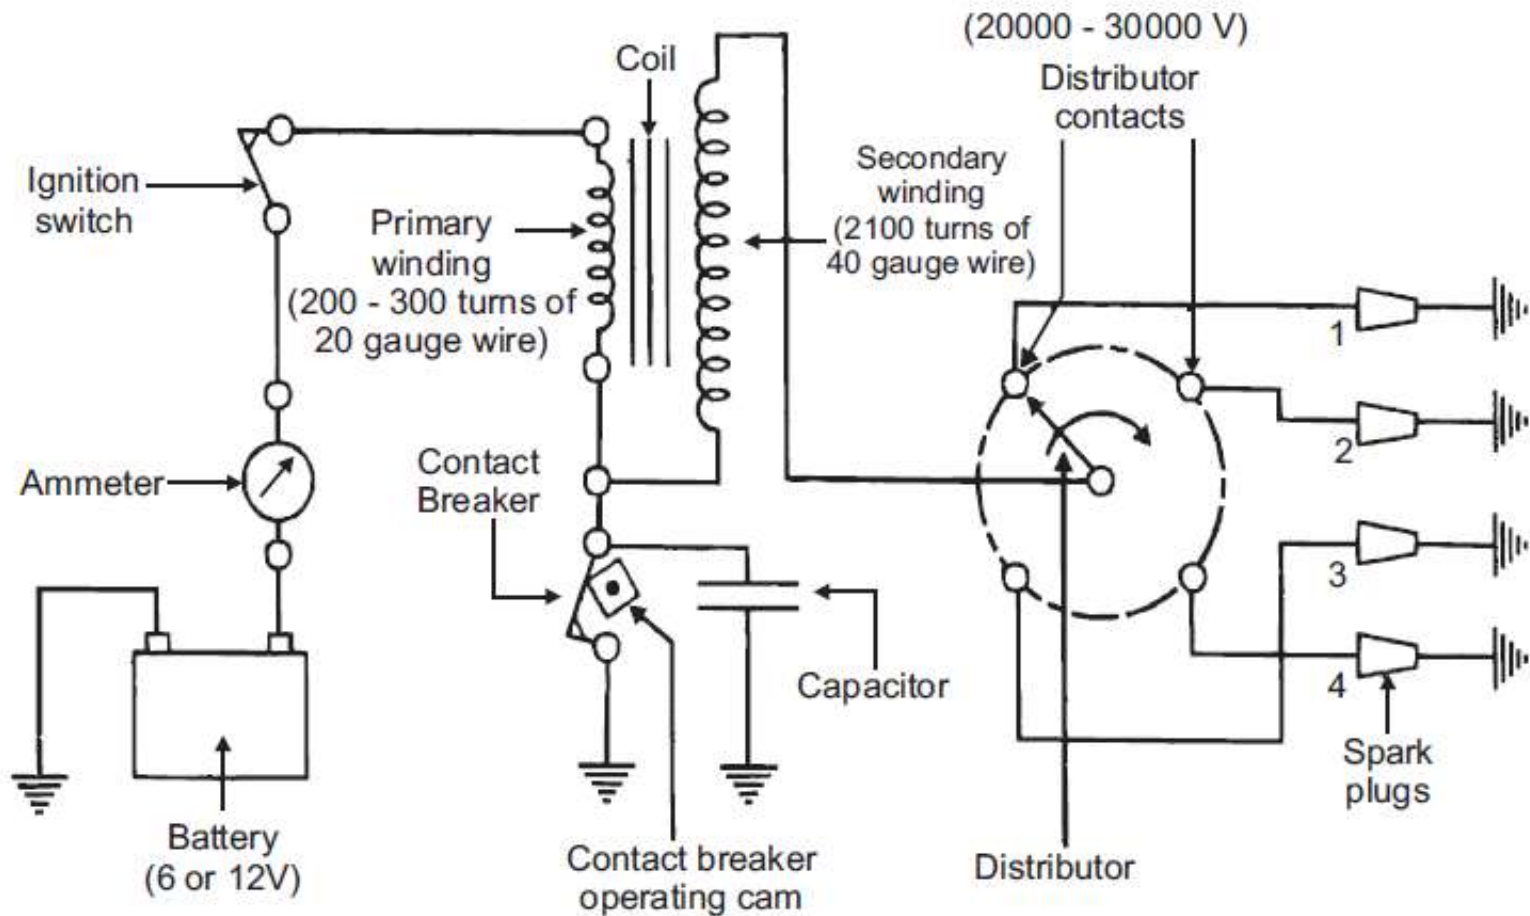 (20000 - 30000 V)
Distributor
contacts
Coil
Ignition
switch
Primary
winding
(200 - 300 turns of
20 gauge wire)
Secondary
winding
(2100 turns of
40 gauge wire)
1
2
3
4
Ammeter
Contact
Breaker
Capacitor
Spark
plugs
Battery
(6 or 12V)
Contact breaker
operating cam
Distributor